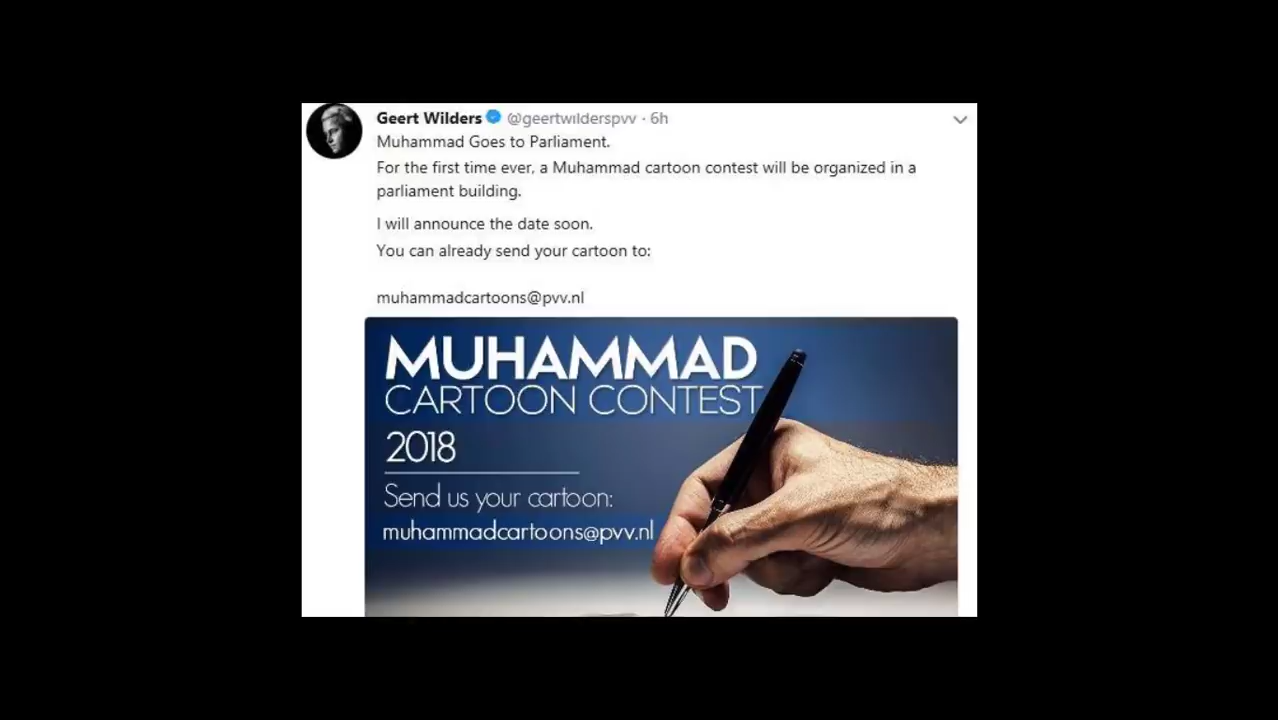 Geert Wilders @geertwilderspvv · 6h
Muhammad Goes to Parliament.
For the first time ever, a Muhammad cartoon contest will be organized in a
parliament building.
I will announce the date soon.
You can already send your cartoon to:
muhammadcartoons@pvv.nl
MUHAMMAD
CARTOON CONTEST
2018
Send us your cartoon:
muhammadcartoons@pvv.nl